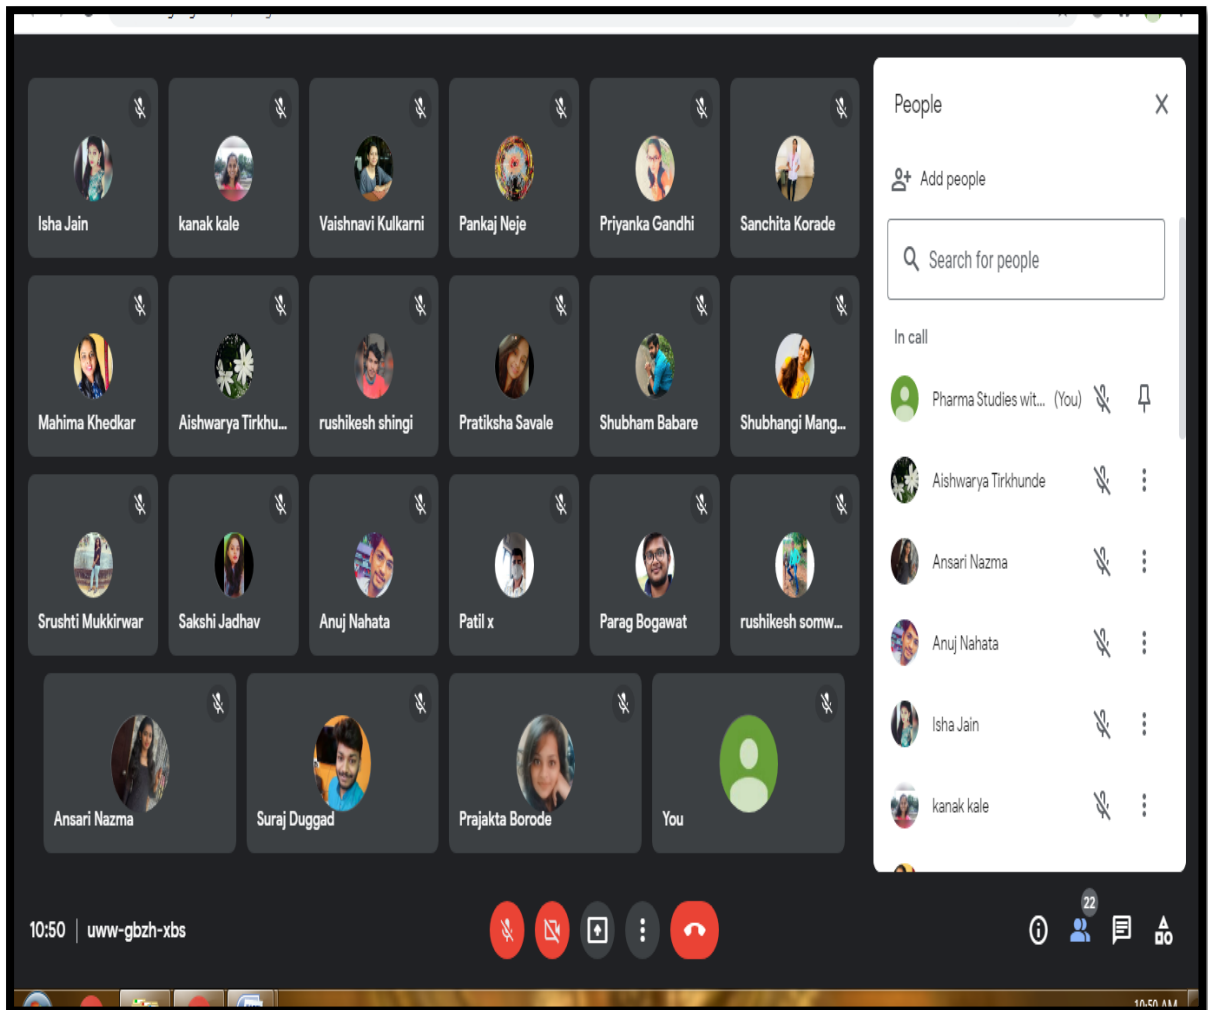 Isha Jain
kanak kale
Vaishnavi Kulkarni
Pankaj Neje
Priyanka Gandhi
Sanchita Korade
Mahima Khedkar
Aishwarya Tirkhu...
rushikesh shingi
Pratiksha Savale
Shubham Babare
Shubhangi Mang...
Srushti Mukkirwar
Sakshi Jadhav
Anuj Nahata
Patil x
Parag Bogawat
rushikesh somw...
Ansari Nazma
Suraj Duggad
Prajakta Borode
You
People
Add people
Search for people
In call
Pharma Studies wit... (You)
Aishwarya Tirkhunde
Ansari Nazma
Anuj Nahata
Isha Jain
kanak kale
10:50 | uww-gbzh-xbs
22
10:50 AM